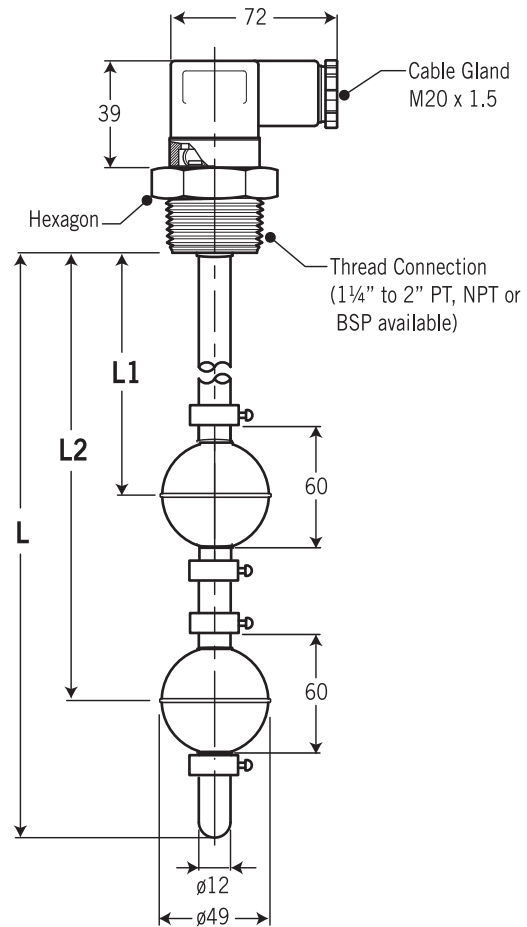 72
39
Cable Gland
M20 x 1.5
Hexagon
Thread Connection
(1¼” to 2” PT, NPT or
BSP available)
L1
L2
L
60
60
ø12
ø49